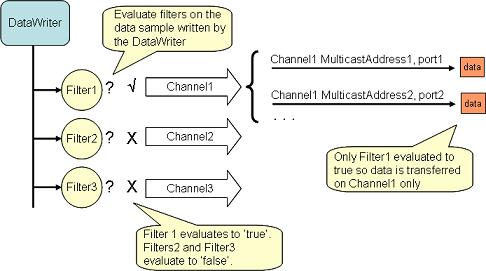 DataWriter
Evaluate filters on the
data sample written by
the DataWriter
Filter1 ? √ Channel1
Channel1 MulticastAddress1, port1
data
Channel1 MulticastAddress2, port2
data
. . .
Filter2 ? X Channel2
Filter3 ? X Channel3
Only Filter1 evaluated to
true so data is transferred
on Channel1 only
Filter 1 evaluates to 'true'.
Filters2 and Filter3
evaluate to 'false'.